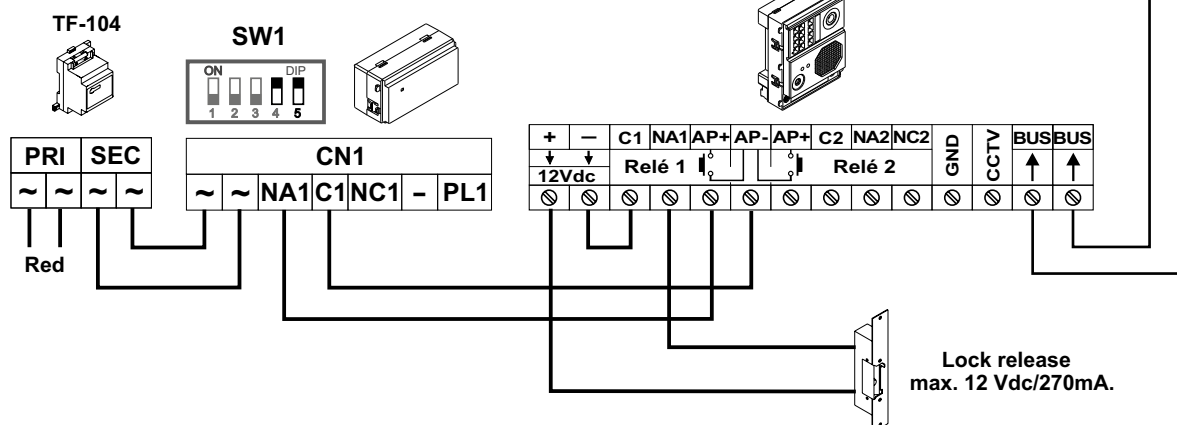 TF-104
SW1
ON DIP
1 2 3 4 5
PRI SEC
~ ~ ~ ~
Red
CN1
~ ~ NA1 C1 NC1 – PL1
+ – C1 NA1 AP+ AP- AP+ C2 NA2 NC2 GND CCTV BUS BUS
12Vdc Relé 1 Relé 2
Lock release
max. 12 Vdc/270mA.